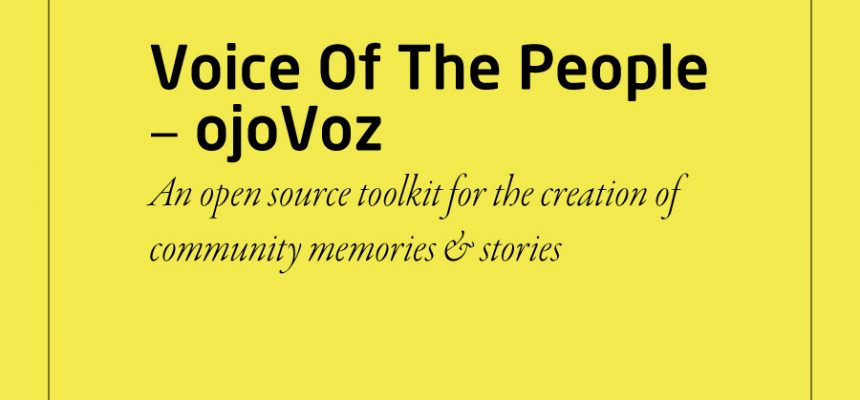 Voice Of The People
– ojoVoz
An open source toolkit for the creation of
community memories & stories